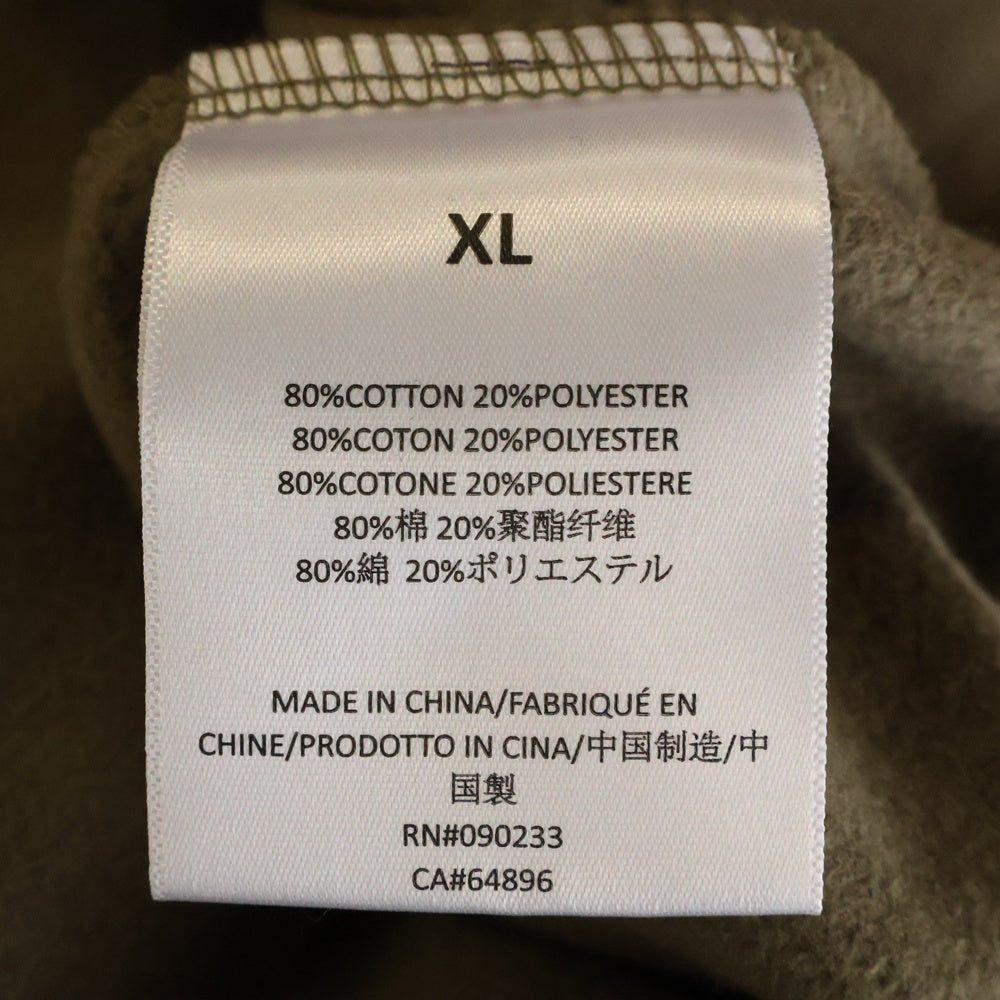 XL
80%COTTON 20%POLYESTER
80%COTON 20%POLYESTER
80%COTONE 20%POLIESTERE
80%棉 20%聚酯纤维
80%綿 20%ポリエステル
MADE IN CHINA/FABRIQUÉ EN
CHINE/PRODOTTO IN CINA/中国制造/中
国製
RN#090233
CA#64896